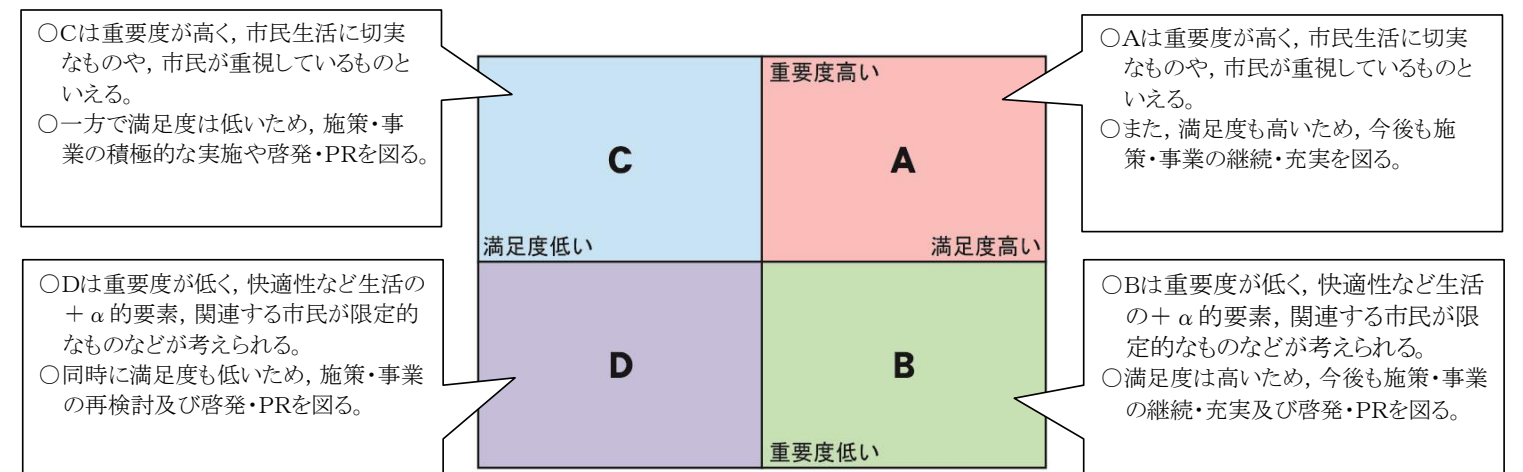 ○Cは重要度が高く，市民生活に切実
なものや，市民が重視しているものと
いえる。
○一方で満足度は低いため，施策・事
業の積極的な実施や啓発・PRを図る。
重要度高い
C
A
満足度低い
満足度高い
○Aは重要度が高く，市民生活に切実
なものや，市民が重視しているものと
いえる。
○また，満足度も高いため，今後も施
策・事業の継続・充実を図る。
○Dは重要度が低く，快適性など生活の
＋α的要素，関連する市民が限定的
なものなどが考えられる。
○同時に満足度も低いため，施策・事業
の再検討及び啓発・PRを図る。
D
B
重要度低い
○Bは重要度が低く，快適性など生活
の＋α的要素，関連する市民が限
定的なものなどが考えられる。
○満足度は高いため，今後も施策・事業
の継続・充実及び啓発・PRを図る。